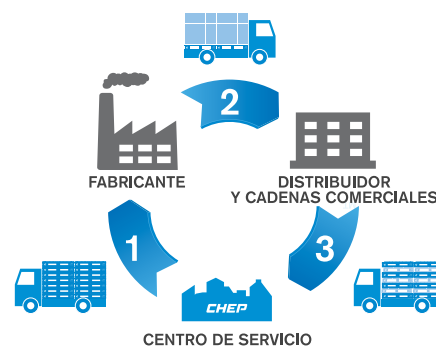 2
FABRICANTE
DISTRIBUIDOR
Y CADENAS COMERCIALES
1
3
CHEP
CENTRO DE SERVICIO